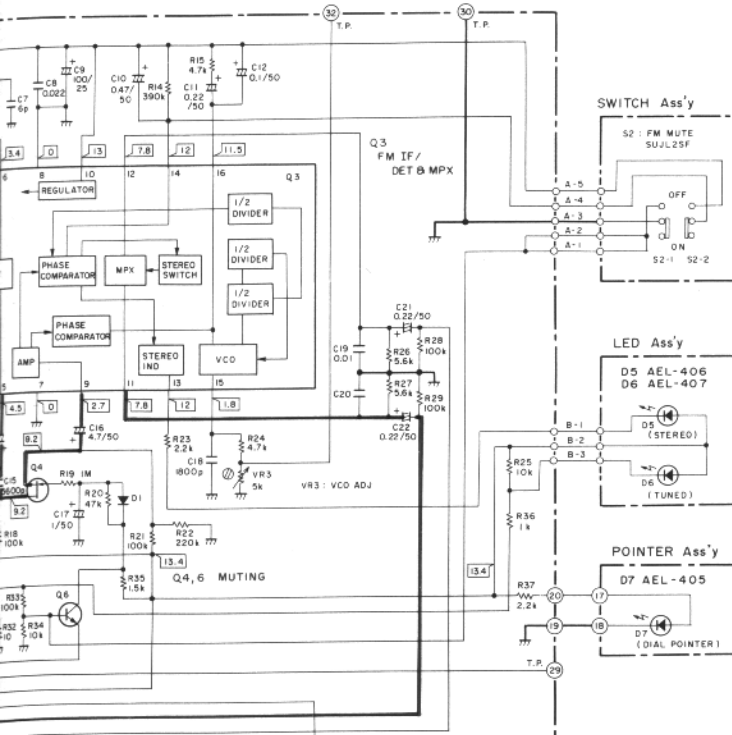 32
T.P.
30
T.P.
C7
6p
C8
0.022
C9
100/
25
C10
0.47/
50
R14
390k
R15
4.7k
C11
0.22
/50
C12
0.1/50
3.4
0
13
7.8
12
11.5
Q3
FM IF/
DET & MPX
6
8
10
12
14
16
Q3
REGULATOR
1/2
DIVIDER
1/2
DIVIDER
1/2
DIVIDER
PHASE
COMPARATOR
MPX
STEREO
SWITCH
PHASE
COMPARATOR
AMP
STEREO
IND
VCO
5
7
9
11
13
15
4.5
0
2.7
7.8
12
1.8
SWITCH Ass'y
S2 : FM MUTE
SUJL2SF
A-5
A-4
A-3
A-2
A-1
OFF
ON
S2-1
S2-2
C21
0.22/50
C19
0.01
R26
5.6k
R28
100k
C20
R27
5.6k
R29
100k
C22
0.22/50
LED Ass'y
D5 AEL-406
D6 AEL-407
B-1
B-2
B-3
D5
(STEREO)
D6
(TUNED)
8.2
C16
4.7/50
R23
2.2k
C18
1800p
R24
4.7k
VR3
5k
VR3 : VCO ADJ
Q4
C15
5600p
9.2
R19 1M
R20
47k
C17
1/50
D1
R18
100k
R21
100k
R22
220k
13.4
R35
1.5k
Q4,6 MUTING
R25
10k
R36
1k
13.4
R37
2.2k
POINTER Ass'y
D7 AEL-405
20
17
19
18
D7
(DIAL POINTER)
R33
100k
R32
10
R34
10k
Q6
T.P.
29